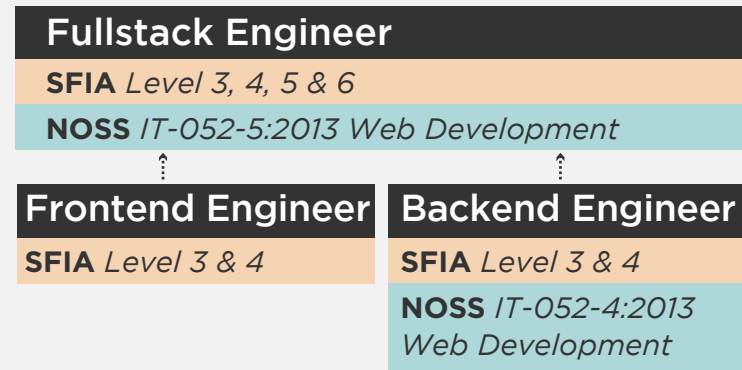 Fullstack Engineer
SFIA Level 3, 4, 5 & 6
NOSS IT-052-5:2013 Web Development
Frontend Engineer
SFIA Level 3 & 4
Backend Engineer
SFIA Level 3 & 4
NOSS IT-052-4:2013
Web Development